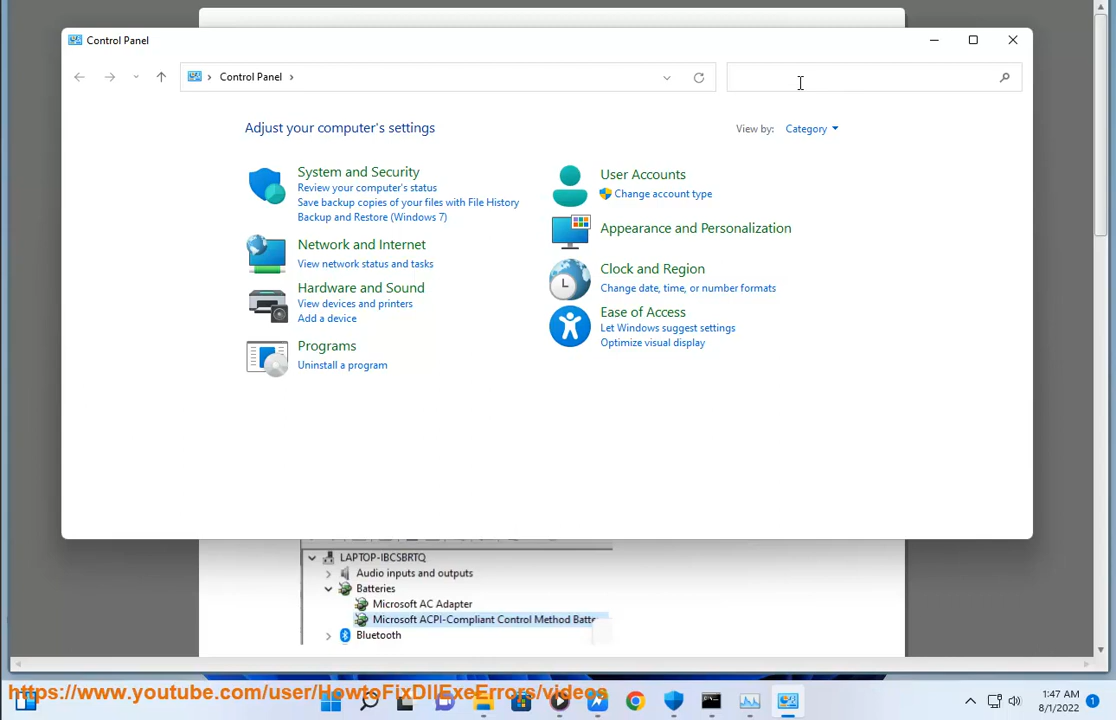 Control Panel
Control Panel
Adjust your computer's settings
View by: Category
System and Security
Review your computer's status
Save backup copies of your files with File History
Backup and Restore (Windows 7)
Network and Internet
View network status and tasks
Hardware and Sound
View devices and printers
Add a device
Programs
Uninstall a program
User Accounts
Change account type
Appearance and Personalization
Clock and Region
Change date, time, or number formats
Ease of Access
Let Windows suggest settings
Optimize visual display
LAPTOP-IBCSBRTQ
Audio inputs and outputs
Batteries
Microsoft AC Adapter
Microsoft ACPI-Compliant Control Method Batte
Bluetooth
https://www.youtube.com/user/HowtoFixDllExeErrors/videos
1:47 AM
8/1/2022
1